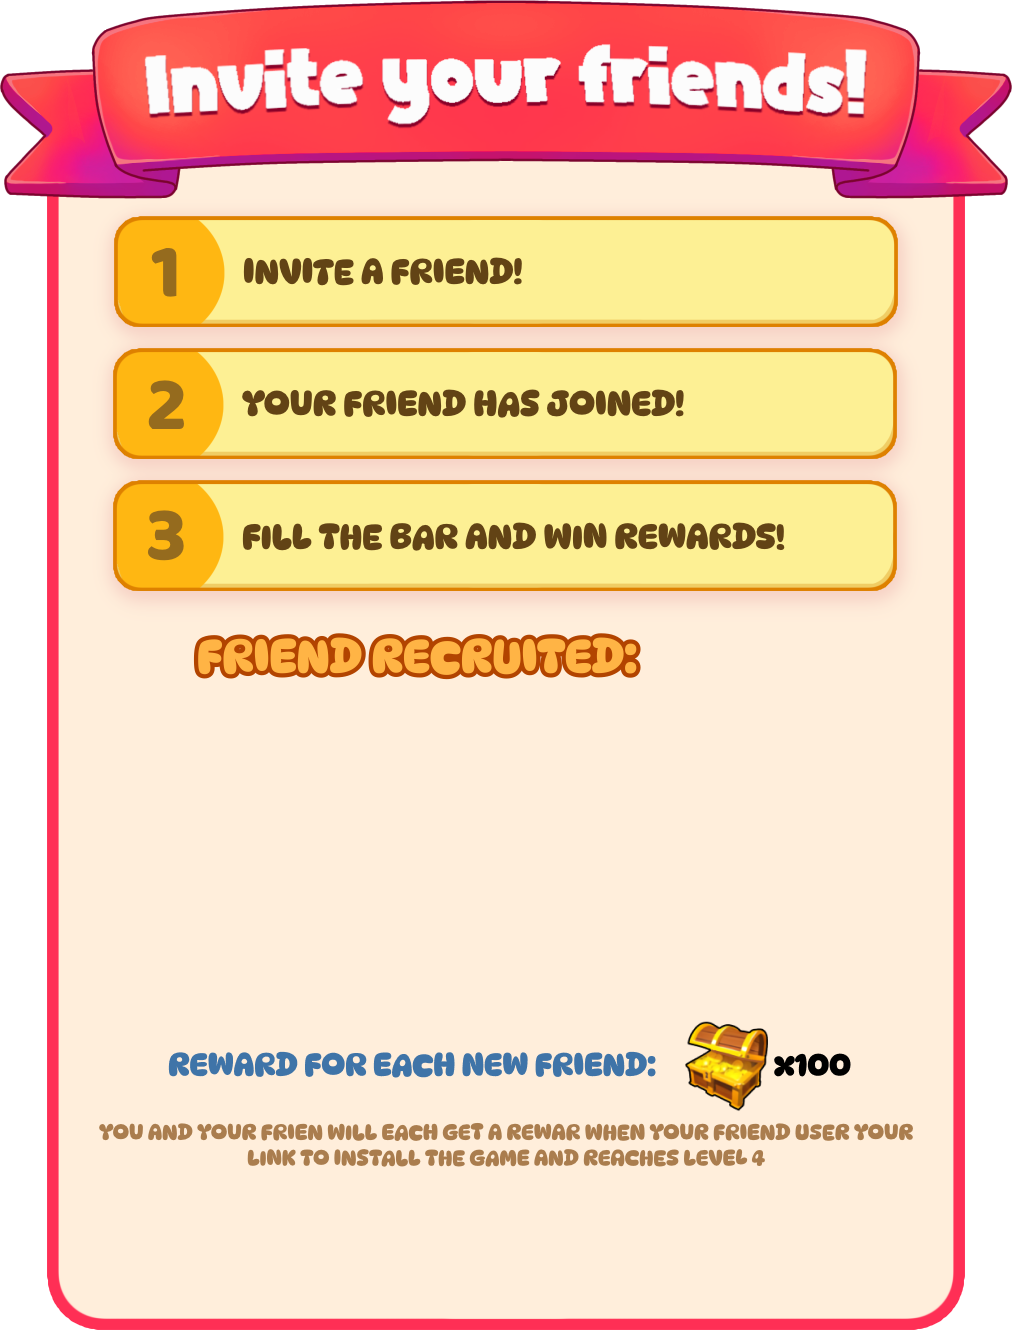 Invite your friends!
1
INVITE A FRIEND!
2
YOUR FRIEND HAS JOINED!
3
FILL THE BAR AND WIN REWARDS!
FRIEND RECRUITED:
REWARD FOR EACH NEW FRIEND: x100
YOU AND YOUR FRIEN WILL EACH GET A REWAR WHEN YOUR FRIEND USER YOUR
LINK TO INSTALL THE GAME AND REACHES LEVEL 4